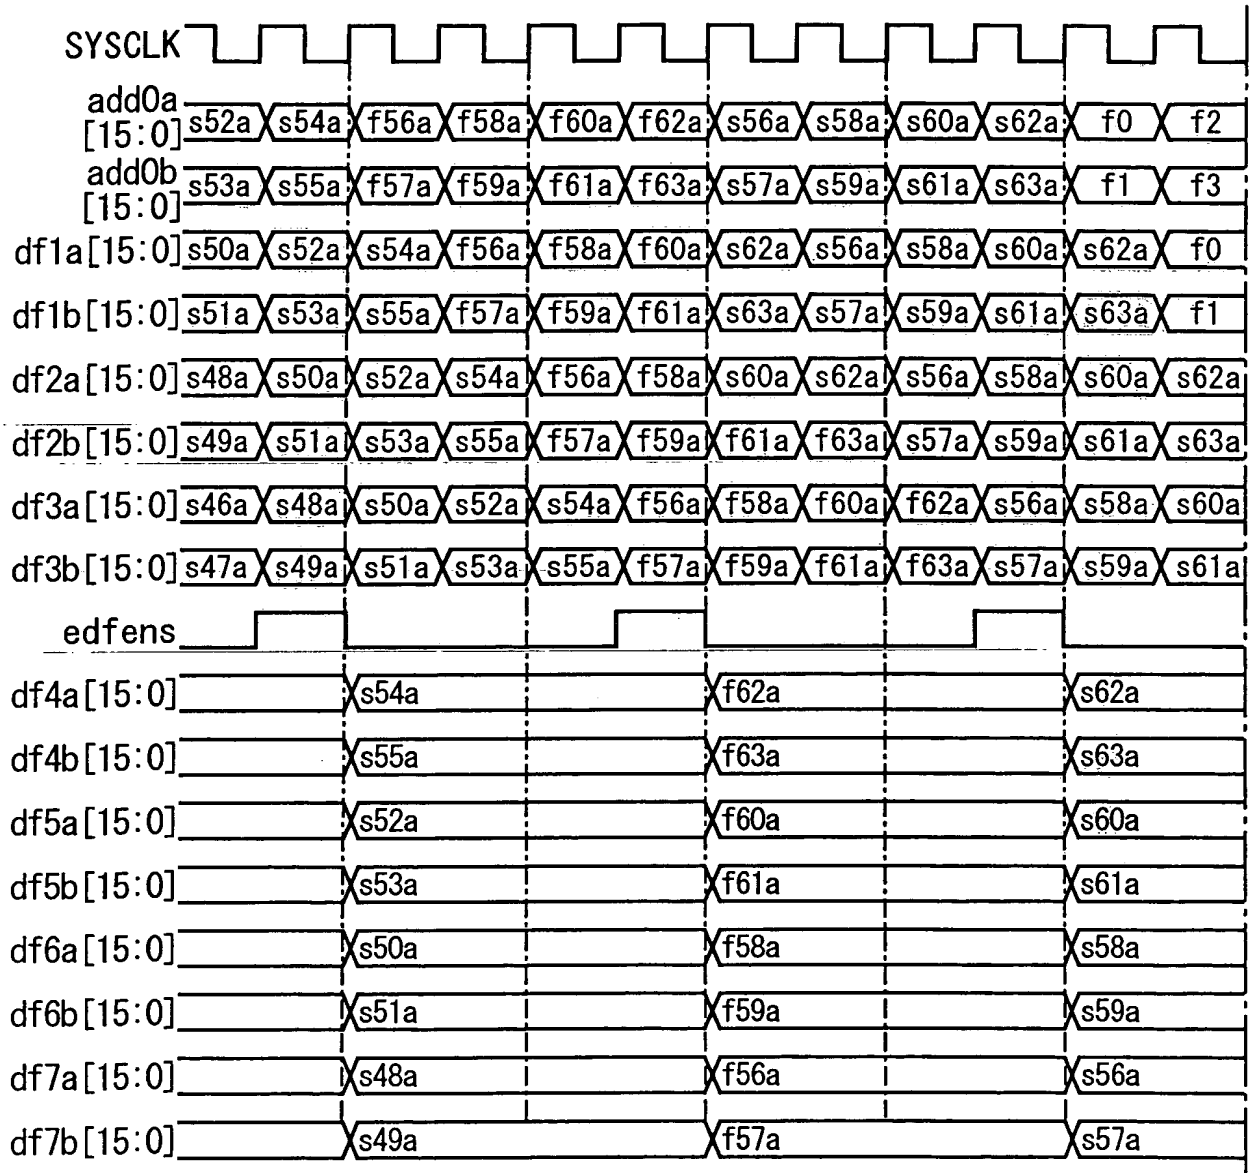 SYSCLK
add0a
[15:0] s52a s54a f56a f58a f60a f62a s56a s58a s60a s62a f0 f2
add0b
[15:0] s53a s55a f57a f59a f61a f63a s57a s59a s61a s63a f1 f3
df1a[15:0] s50a s52a s54a f56a f58a f60a s62a s56a s58a s60a s62a f0
df1b[15:0] s51a s53a s55a f57a f59a f61a s63a s57a s59a s61a s63a f1
df2a[15:0] s48a s50a s52a s54a f56a f58a s60a s62a s56a s58a s60a s62a
df2b[15:0] s49a s51a s53a s55a f57a f59a f61a f63a s57a s59a s61a s63a
df3a[15:0] s46a s48a s50a s52a s54a f56a f58a f60a f62a s56a s58a s60a
df3b[15:0] s47a s49a s51a s53a s55a f57a f59a f61a f63a s57a s59a s61a
edfens
df4a[15:0] s54a f62a s62a
df4b[15:0] s55a f63a s63a
df5a[15:0] s52a f60a s60a
df5b[15:0] s53a f61a s61a
df6a[15:0] s50a f58a s58a
df6b[15:0] s51a f59a s59a
df7a[15:0] s48a f56a s56a
df7b[15:0] s49a f57a s57a